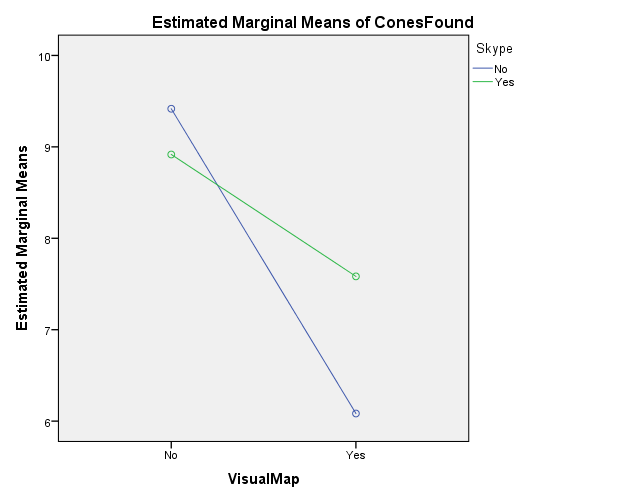 Estimated Marginal Means of ConesFound
Skype
No
Yes
Estimated Marginal Means
10
9
8
7
6
No
Yes
VisualMap